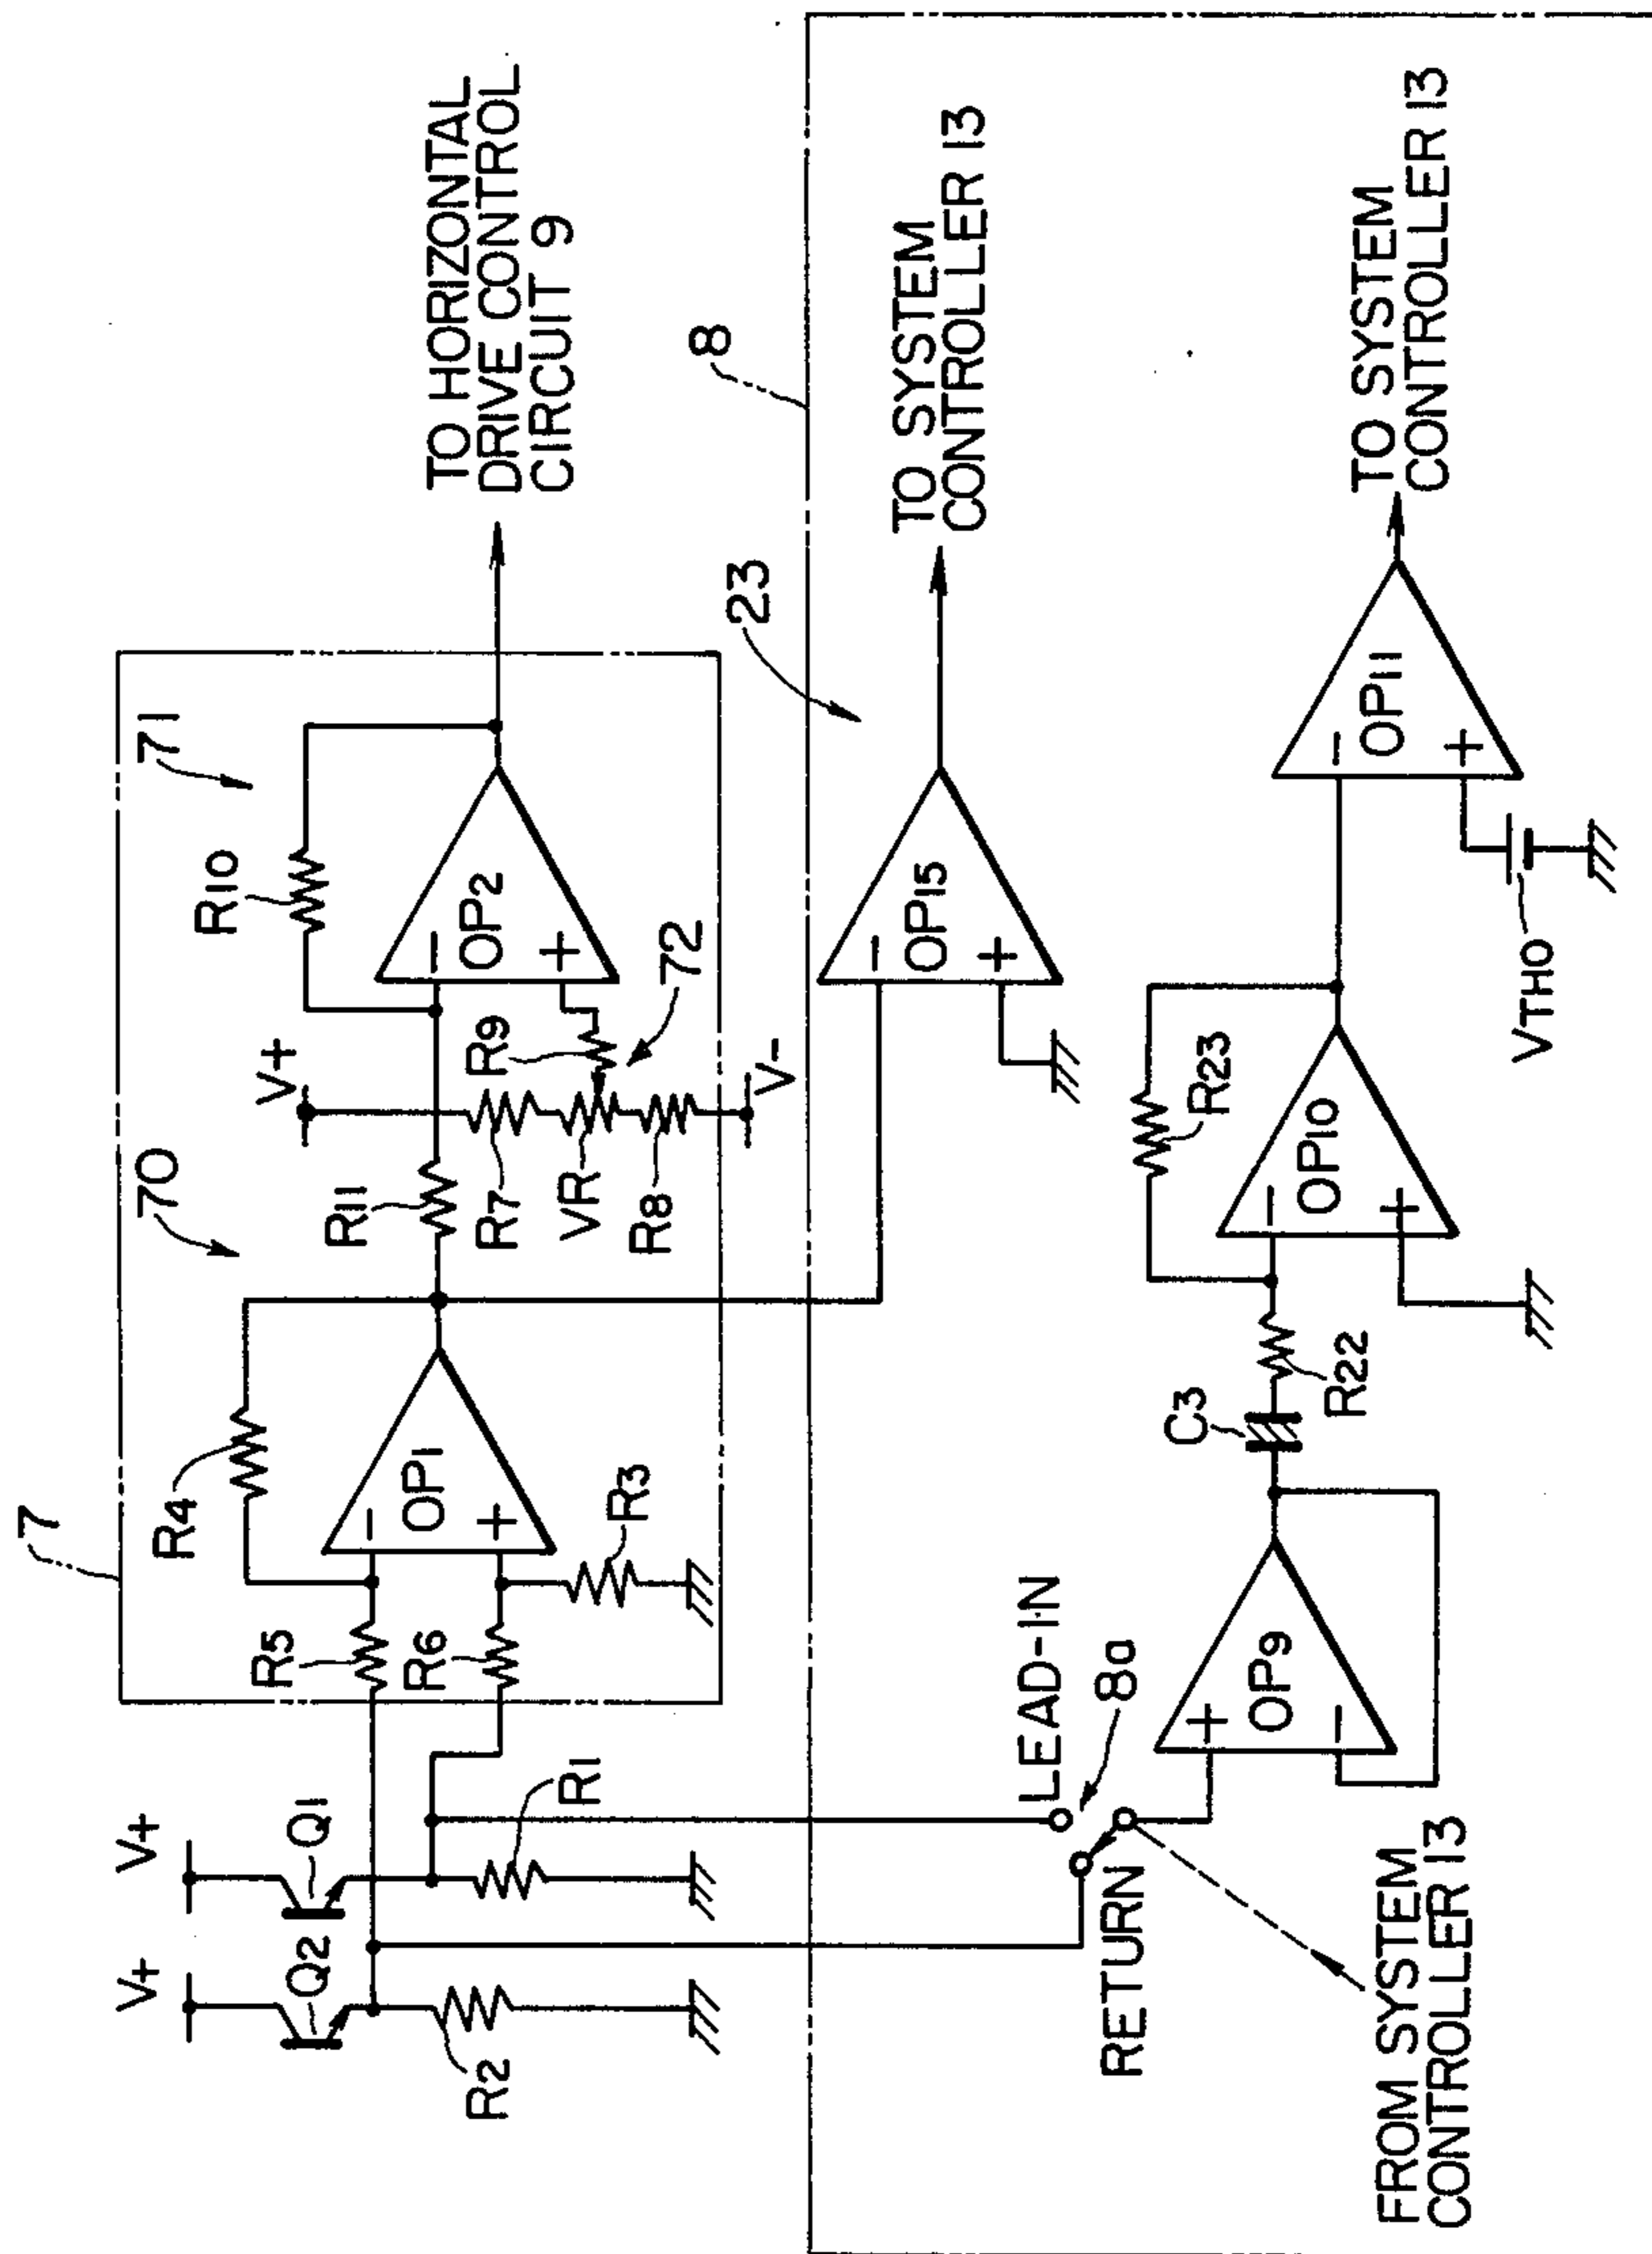 7
70
71
R4
R10
V+
V+
Q2
Q1
R2
R1
R5
R6
OP1
−
+
R3
R11
R7
VR
R8
R9
V+
V-
72
OP2
−
+
TO HORIZONTAL
DRIVE CONTROL
CIRCUIT 9
8
23
OP15
−
+
TO SYSTEM
CONTROLLER 13
LEAD-IN
8a
RETURN
FROM SYSTEM
CONTROLLER 13
OP9
+
−
C3
R22
R23
OP10
−
+
VTH0
OP11
−
+
TO SYSTEM
CONTROLLER 13